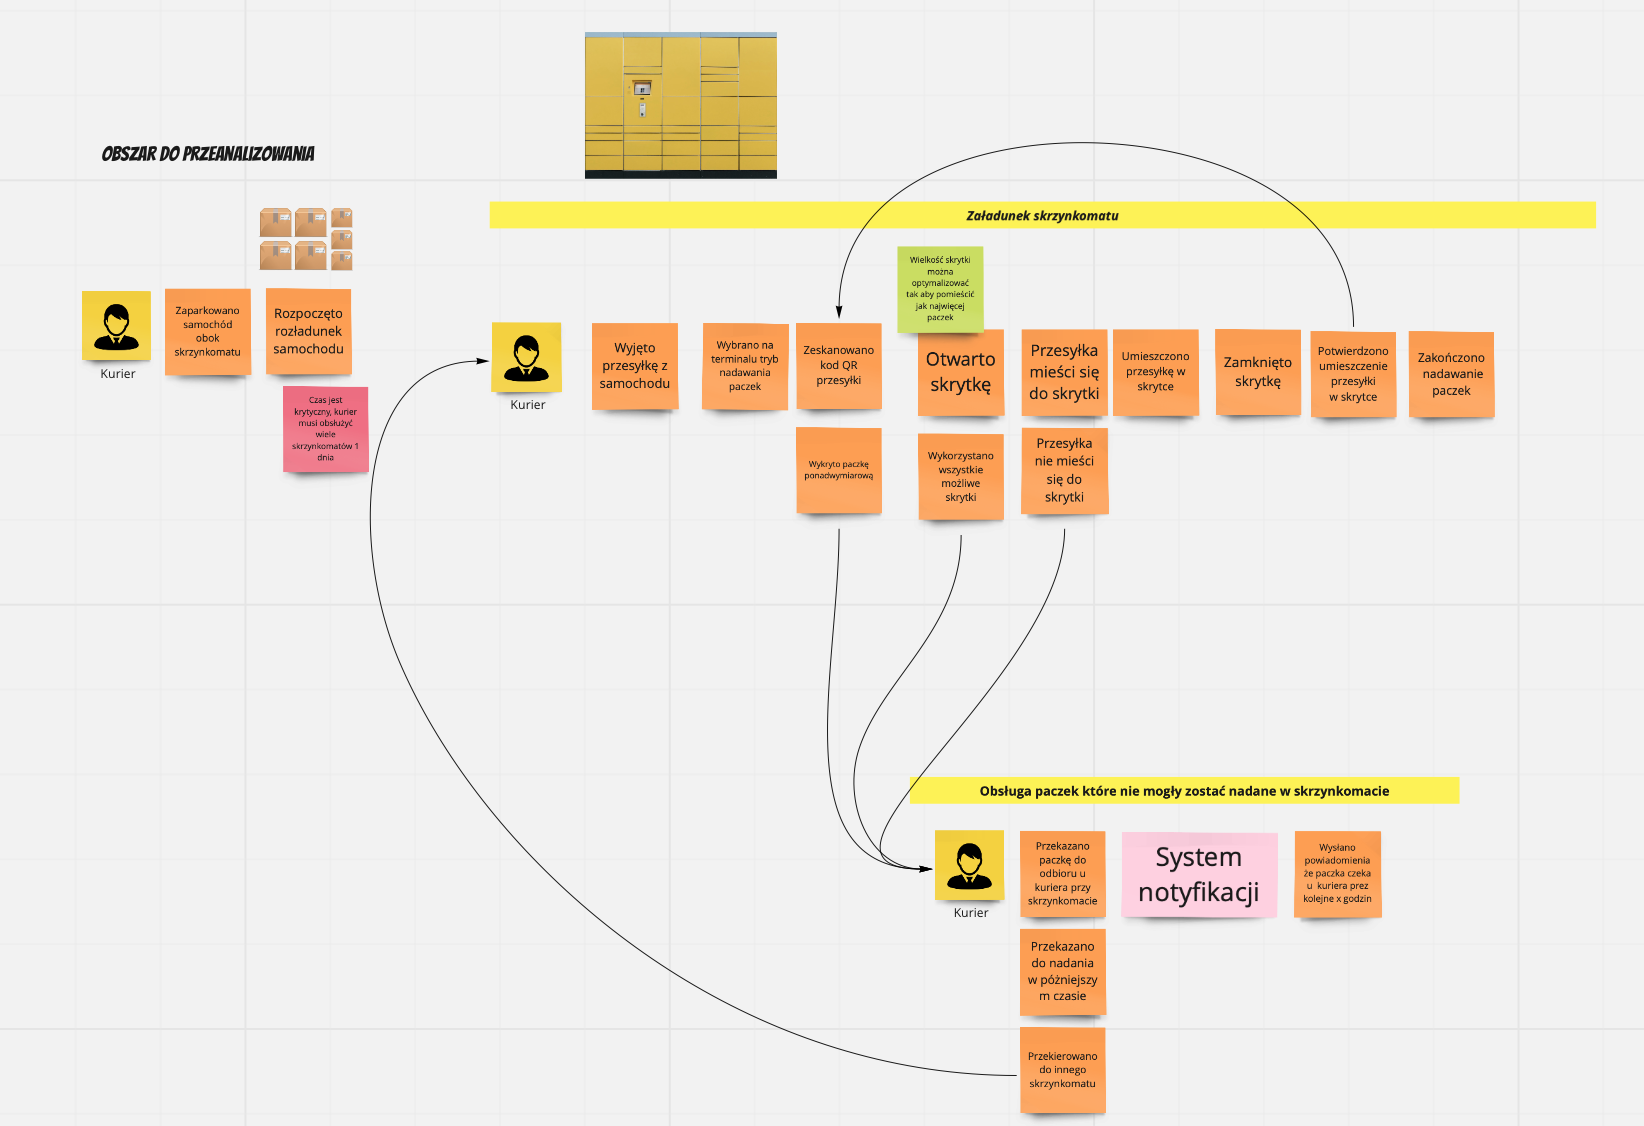 OBSZAR DO PRZEANALIZOWANIA
Załadunek skrzynkomatu
Wielkość skrytki
można
optymalizować
tak aby pomieścić
jak najwięcej
paczek
Kurier
Zaparkowano
samochód
obok
skrzynkomatu
Rozpoczęto
rozładunek
samochodu
Czas jest
krytyczny, kurier
musi obsłużyć
wiele
skrzynkomatów 1
dnia
Kurier
Wyjęto
przesyłkę z
samochodu
Wybrano na
terminalu tryb
nadawania
paczek
Zeskanowano
kod QR
przesyłki
Otwarto
skrytkę
Przesyłka
mieści się
do skrytki
Umieszczono
przesyłkę w
skrytce
Zamknięto
skrytkę
Potwierdzono
umieszczenie
przesyłki
w skrytce
Zakończono
nadawanie
paczek
Wykryto paczkę
ponadwymiarową
Wykorzystano
wszystkie
możliwe
skrytki
Przesyłka
nie mieści
się do
skrytki
Obsługa paczek które nie mogły zostać nadane w skrzynkomacie
Kurier
Przekazano
paczkę do
odbioru u
kuriera przy
skrzynkomacie
System
notyfikacji
Wysłano
powiadomienia
że paczka czeka
u kuriera prez
kolejne x godzin
Przekazano
do nadania
w póżniejszy
m czasie
Przekierowano
do innego
skrzynkomatu